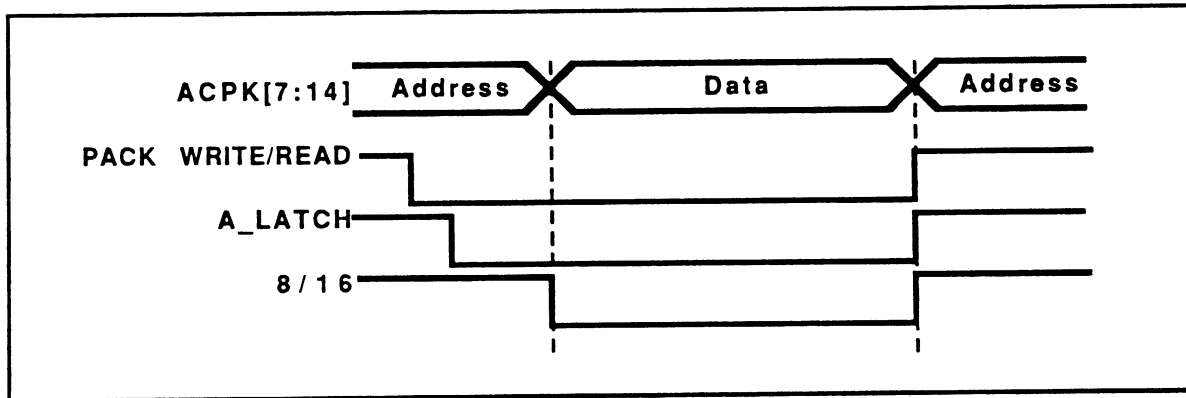 ACPK[7:14] Address Data Address
PACK WRITE/READ
A_LATCH
8/16